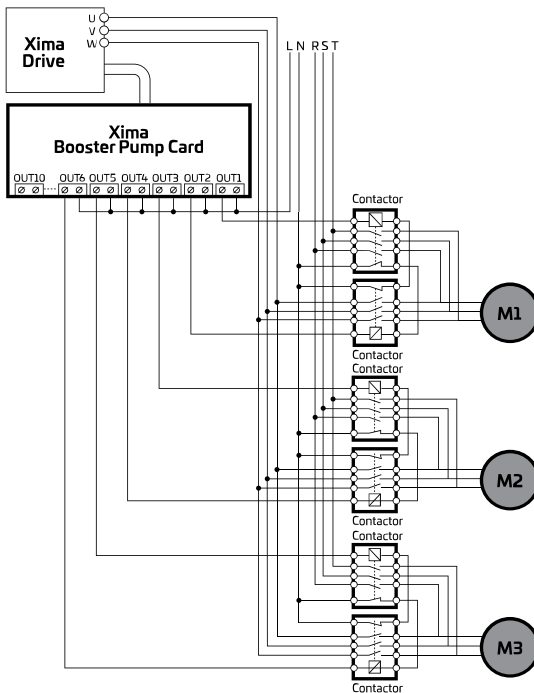 Xima
Drive
U
V
W
L N R S T
Xima
Booster Pump Card
OUT10 OUT6 OUT5 OUT4 OUT3 OUT2 OUT1
Contactor
M1
Contactor
Contactor
M2
Contactor
Contactor
M3
Contactor